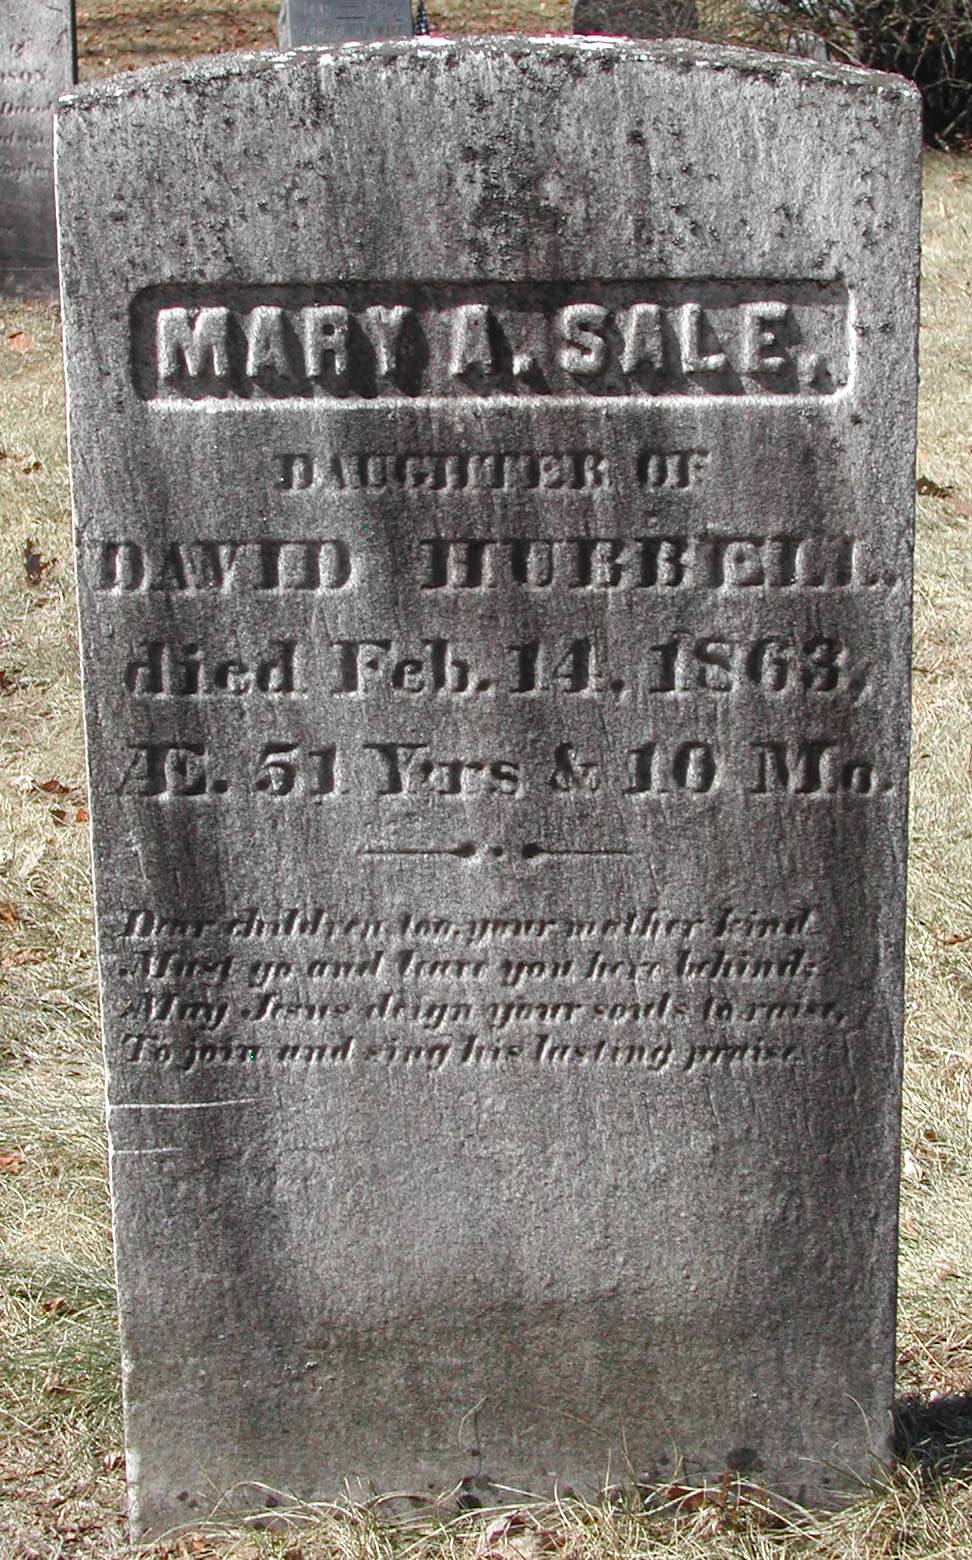 MARY A. SALE.
DAUGHTER OF
DAVID HUBBELL.
died Feb. 14, 1863,
Æ. 51 Yrs & 10 Mo.
Dear children too, your mother kind
Must go and leave you here behind;
May Jesus deign your souls to raise,
To join and sing his lasting praise.